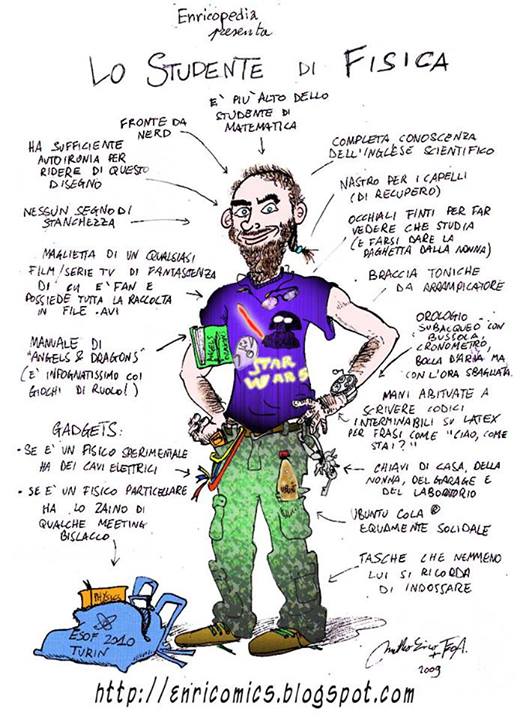 Enricopedia
presenta
LO STUDENTE DI FISICA
E' PIU' ALTO DELLO
STUDENTE DI
MATEMATICA
FRONTE DA
NERD
HA SUFFICIENTE
AUTOIRONIA PER
RIDERE DI QUESTO
DISEGNO
NESSUN SEGNO DI
STANCHEZZA
MAGLIETTA DI UN QUALSIASI
FILM/SERIE TV DI FANTASCIENZA
DI CUI E' FAN E
POSSIEDE TUTTA LA RACCOLTA
IN FILE .AVI
MANUALE DI
"ANGELS & DRAGONS"
(E' INFOGNATISSIMO COI
GIOCHI DI RUOLO!)
GADGETS:
- SE E' UN FISICO SPERIMENTALE
HA DEI CAVI ELETTRICI
- SE E' UN FISICO PARTICELLARE
HA LO ZAINO DI
QUALCHE MEETING
BISLACCO
COMPLETA CONOSCENZA
DELL'INGLESE SCIENTIFICO
NASTRO PER I CAPELLI
(DI RECUPERO)
OCCHIALI FINTI PER FAR
VEDERE CHE STUDIA
(E FARSI DARE LA
PAGHETTA DALLA NONNA)
BRACCIA TONICHE
DA ARRAMPICATORE
OROLOGIO
SUBACQUEO CON
BUSSOLA,
CRONOMETRO,
BOLLA D'ARIA MA
CON L'ORA SBAGLIATA.
MANI ABITUATE A
SCRIVERE CODICI
INTERMINABILI SU LATEX
PER FRASI COME "CIAO, COME
STAI?"
CHIAVI DI CASA, DELLA
NONNA, DEL GARAGE E
DEL LABORATORIO
UBUNTU COLA ®
EQUAMENTE SOLIDALE
TASCHE CHE NEMMENO
LUI SI RICORDA
DI INDOSSARE
STAR
WARS
UBUNTU
PHYSICS
ESOF 2010
TURIN
2009
http://enricomics.blogspot.com